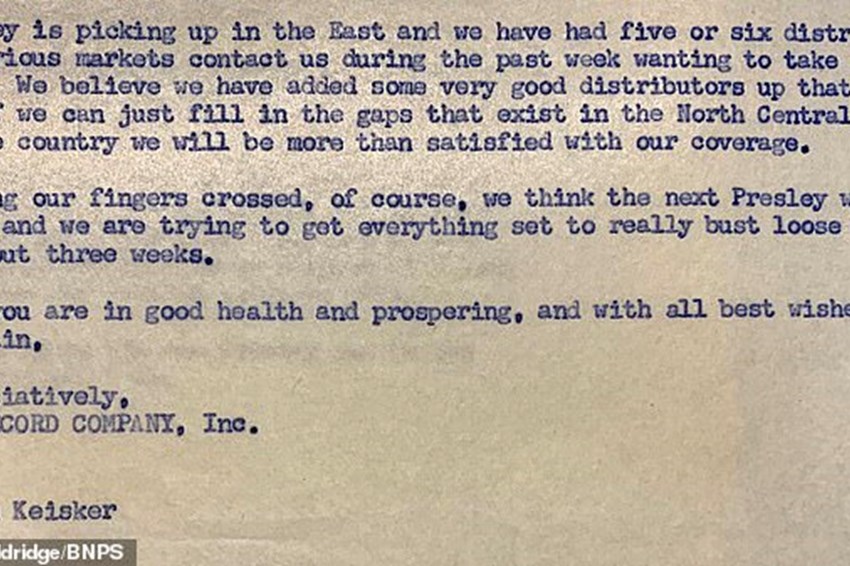 ey is picking up in the East and we have had five or six distr
rious markets contact us during the past week wanting to take
We believe we have added some very good distributors up that
f we can just fill in the gaps that exist in the North Central
e country we will be more than satisfied with our coverage.
ng our fingers crossed, of course, we think the next Presley w
and we are trying to get everything set to really bust loose
out three weeks.
you are in good health and prospering, and with all best wishe
in,
iatively,
CORD COMPANY, Inc.
Keisker
ldridge/BNPS